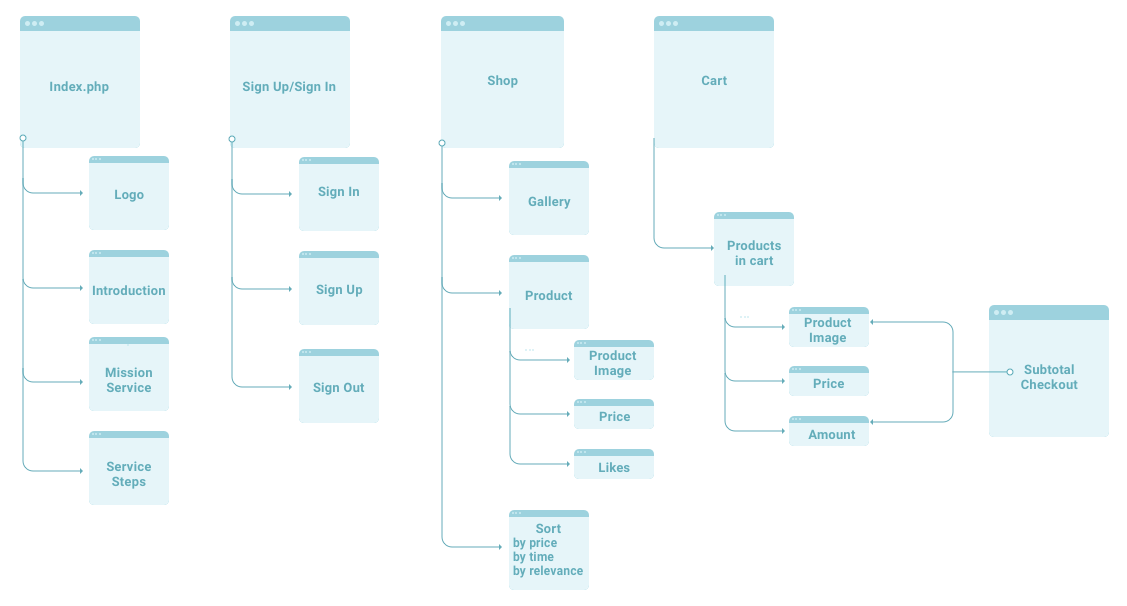 Index.php
Logo
Introduction
Mission
Service
Service
Steps
Sign Up/Sign In
Sign In
Sign Up
Sign Out
Shop
Gallery
Product
...
Product
Image
Price
Likes
Sort
by price
by time
by relevance
Cart
Products
in cart
...
Product
Image
Price
Amount
Subtotal
Checkout